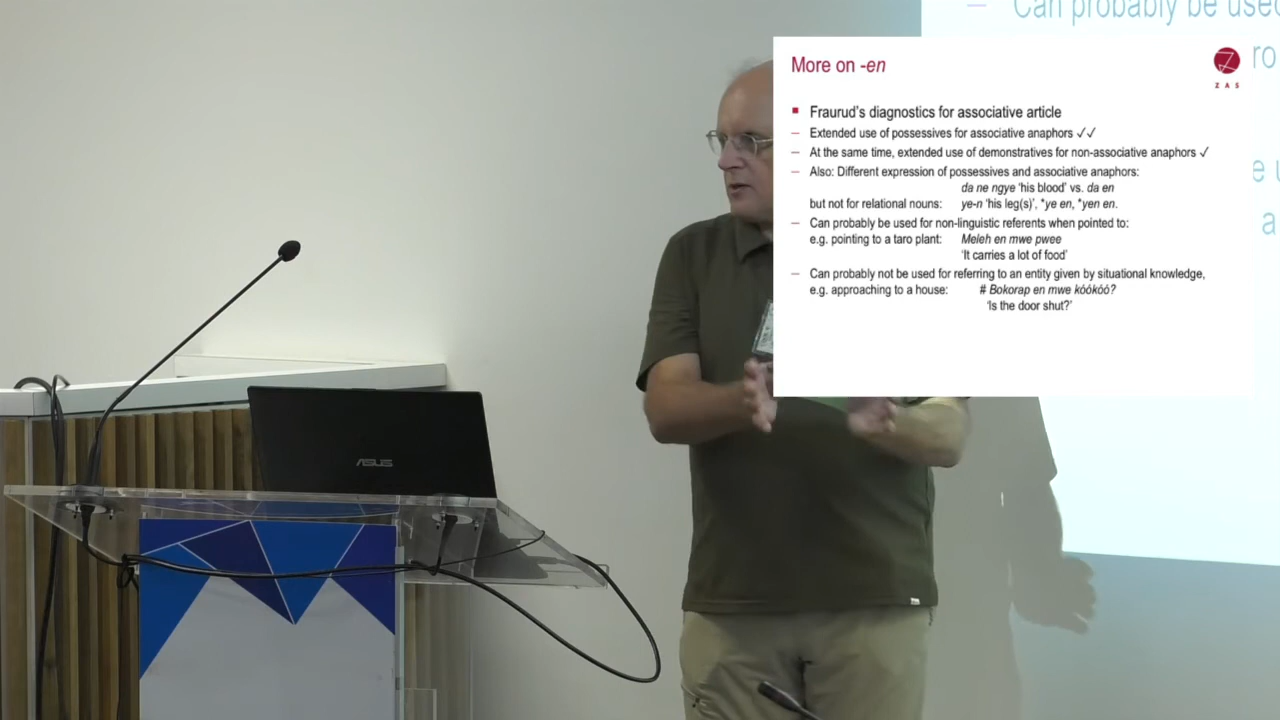 Can probably be used
More on -en
Z A S
ro
▪ Fraurud's diagnostics for associative article
– Extended use of possessives for associative anaphors ✓✓
– At the same time, extended use of demonstratives for non-associative anaphors ✓
– Also: Different expression of possessives and associative anaphors:
da ne ngye 'his blood' vs. da en
but not for relational nouns: ye-n 'his leg(s)', *ye en, *yen en.
– Can probably be used for non-linguistic referents when pointed to:
e.g. pointing to a taro plant: Meleh en mwe pwee
'It carries a lot of food'
– Can probably not be used for referring to an entity given by situational knowledge,
e.g. approaching to a house: # Bokorap en mwe kóókóó?
'Is the door shut?'
e u
a
ASUS